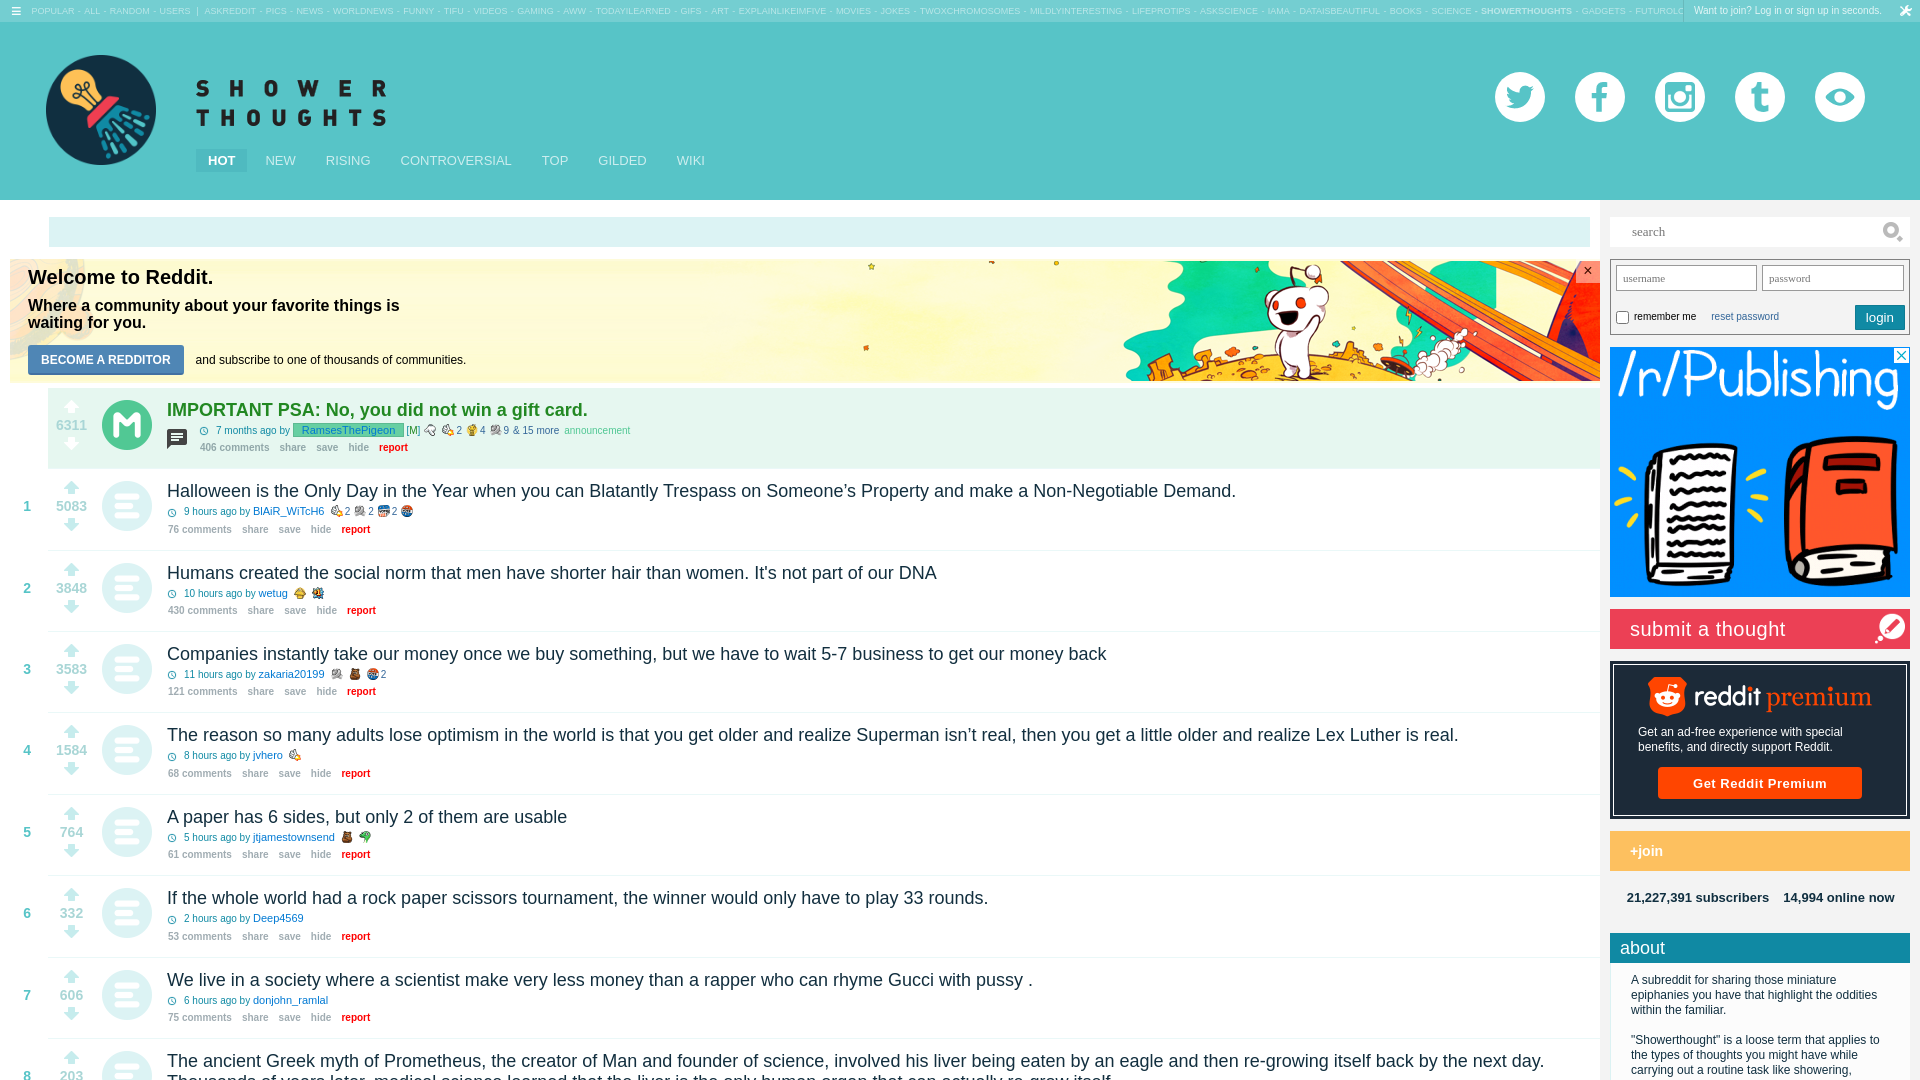 POPULAR - ALL - RANDOM - USERS | ASKREDDIT - PICS - NEWS - WORLDNEWS - FUNNY - TIFU - VIDEOS - GAMING - AWW - TODAYILEARNED - GIFS - ART - EXPLAINLIKEIMFIVE - MOVIES - JOKES - TWOXCHROMOSOMES - MILDLYINTERESTING - LIFEPROTIPS - ASKSCIENCE - IAMA - DATAISBEAUTIFUL - BOOKS - SCIENCE - SHOWERTHOUGHTS - GADGETS - FUTUROLO
Want to join? Log in or sign up in seconds.
SHOWER
THOUGHTS
HOT NEW RISING CONTROVERSIAL TOP GILDED WIKI
Welcome to Reddit.
Where a community about your favorite things is
waiting for you.
BECOME A REDDITOR and subscribe to one of thousands of communities.
×
IMPORTANT PSA: No, you did not win a gift card.
6311
M
7 months ago by RamsesThePigeon [M] 2 4 9 & 15 more announcement
406 comments share save hide report
Halloween is the Only Day in the Year when you can Blatantly Trespass on Someone’s Property and make a Non-Negotiable Demand.
1 5083
9 hours ago by BlAiR_WiTcH6 2 2 2
76 comments share save hide report
Humans created the social norm that men have shorter hair than women. It's not part of our DNA
2 3848
10 hours ago by wetug
430 comments share save hide report
Companies instantly take our money once we buy something, but we have to wait 5-7 business to get our money back
3 3583
11 hours ago by zakaria20199 2
121 comments share save hide report
The reason so many adults lose optimism in the world is that you get older and realize Superman isn’t real, then you get a little older and realize Lex Luther is real.
4 1584
8 hours ago by jvhero
68 comments share save hide report
A paper has 6 sides, but only 2 of them are usable
5 764
5 hours ago by jtjamestownsend
61 comments share save hide report
If the whole world had a rock paper scissors tournament, the winner would only have to play 33 rounds.
6 332
2 hours ago by Deep4569
53 comments share save hide report
We live in a society where a scientist make very less money than a rapper who can rhyme Gucci with pussy .
7 606
6 hours ago by donjohn_ramlal
75 comments share save hide report
The ancient Greek myth of Prometheus, the creator of Man and founder of science, involved his liver being eaten by an eagle and then re-growing itself back by the next day.
8 203
Thousands of years later, medical science learned that the liver is the only human organ that can actually re-grow itself.
search
username password
remember me reset password login
/r/Publishing
submit a thought
reddit premium
Get an ad-free experience with special
benefits, and directly support Reddit.
Get Reddit Premium
+join
21,227,391 subscribers 14,994 online now
about
A subreddit for sharing those miniature
epiphanies you have that highlight the oddities
within the familiar.
"Showerthought" is a loose term that applies to
the types of thoughts you might have while
carrying out a routine task like showering,